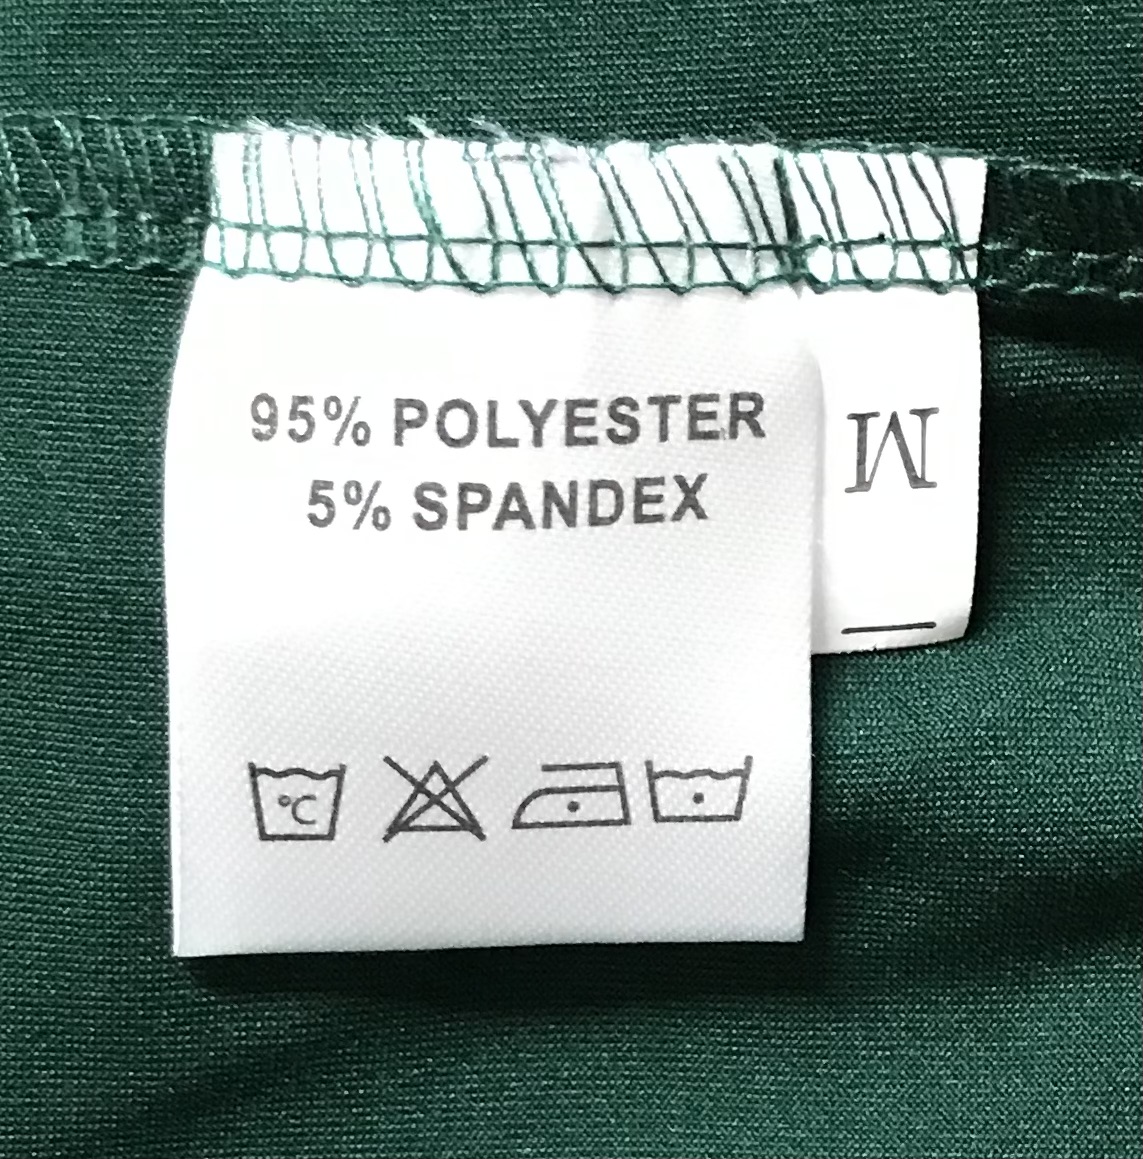 95% POLYESTER
5% SPANDEX
M
°C